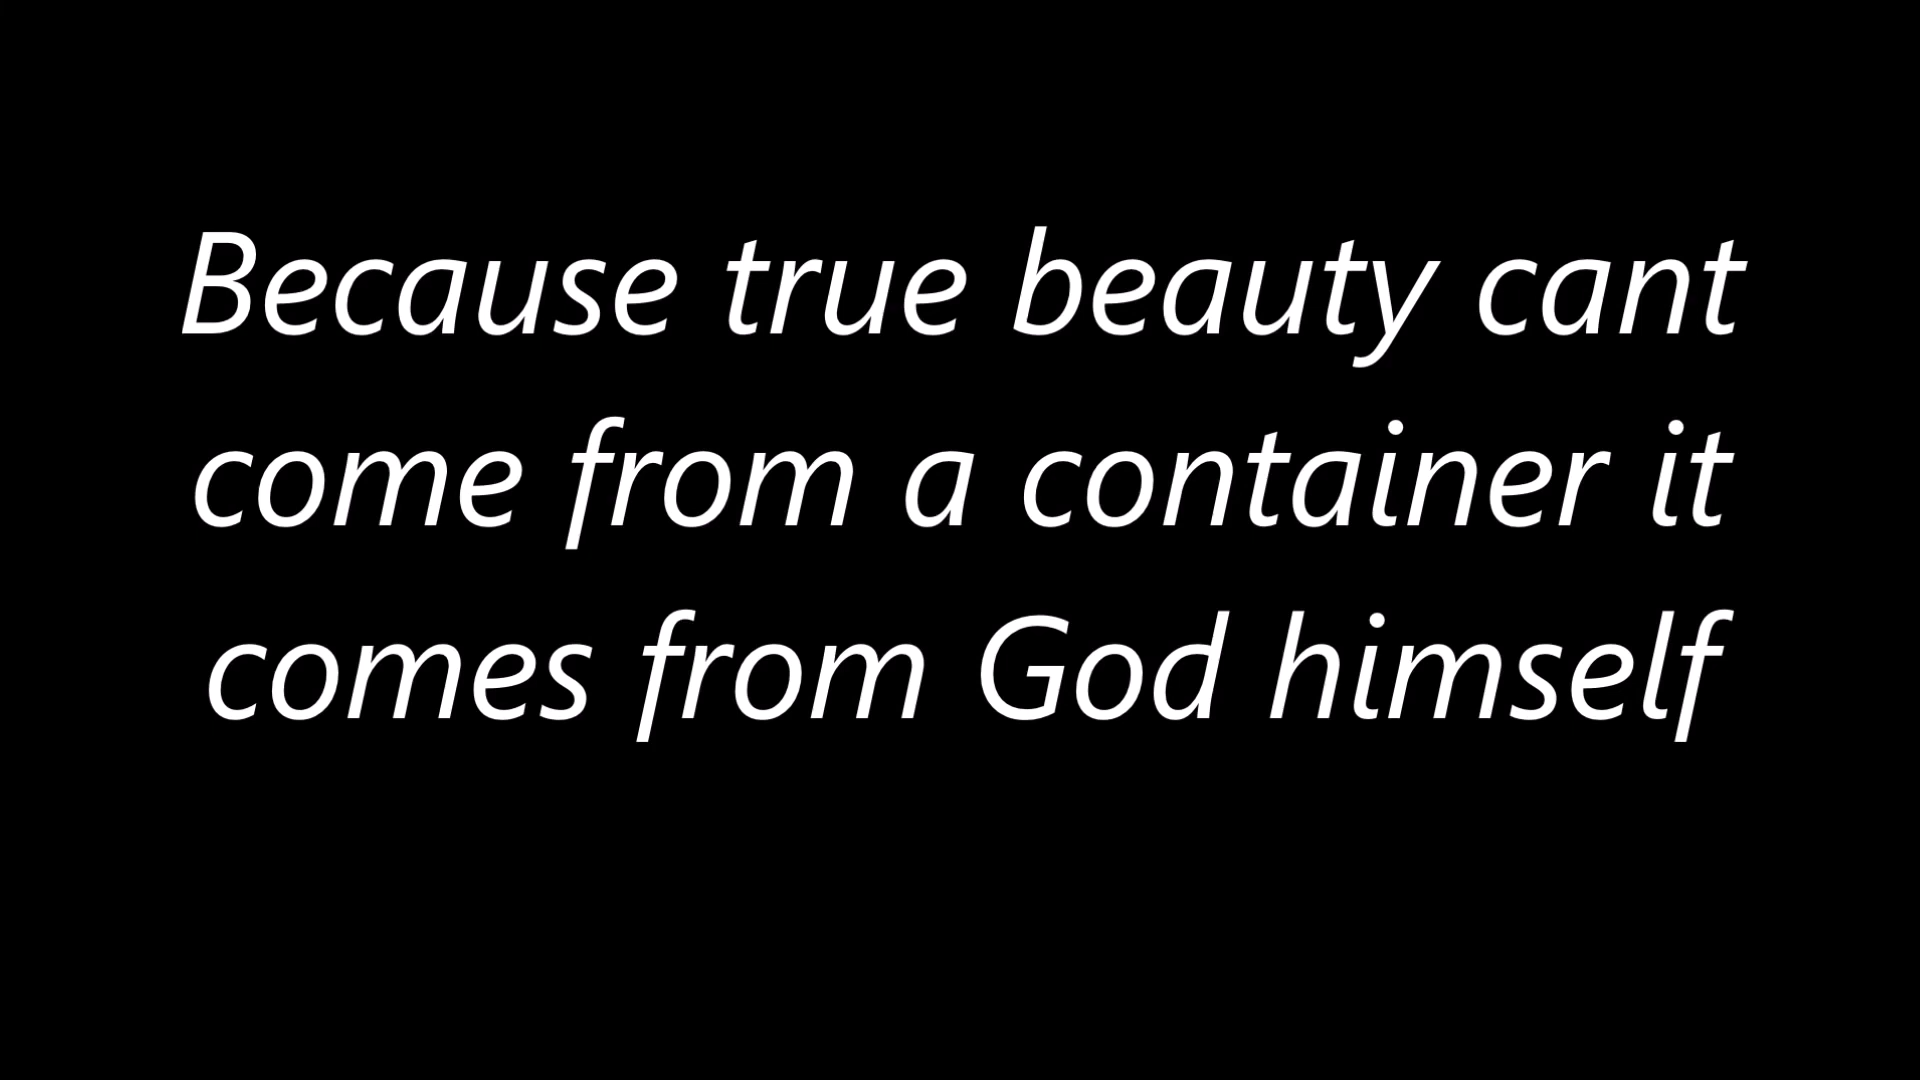 Because true beauty cant
come from a container it
comes from God himself